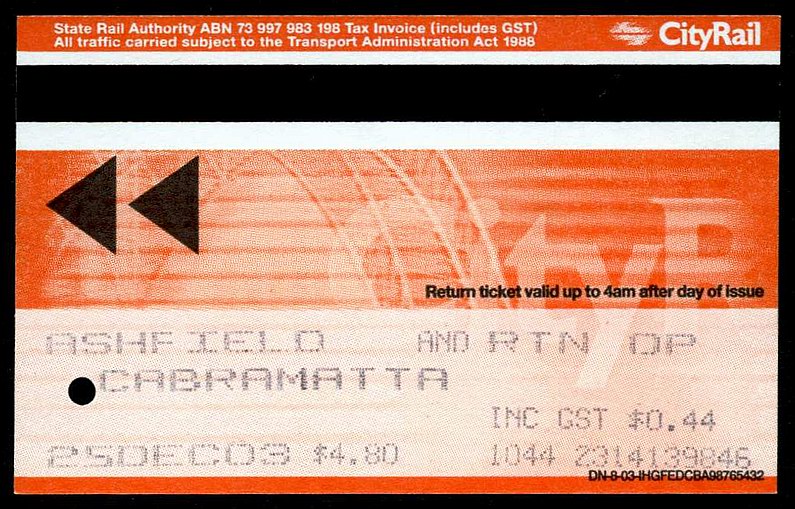 State Rail Authority ABN 73 997 983 198 Tax Invoice (includes GST)
All traffic carried subject to the Transport Administration Act 1988
CityRail
CityR
Return ticket valid up to 4am after day of issue
ASHFIELD AND RTN OP
CABRAMATTA
INC GST $0.44
25DEC03 $4.80 1044 2314139846
DN-8-03-IHGFEDCBA98765432